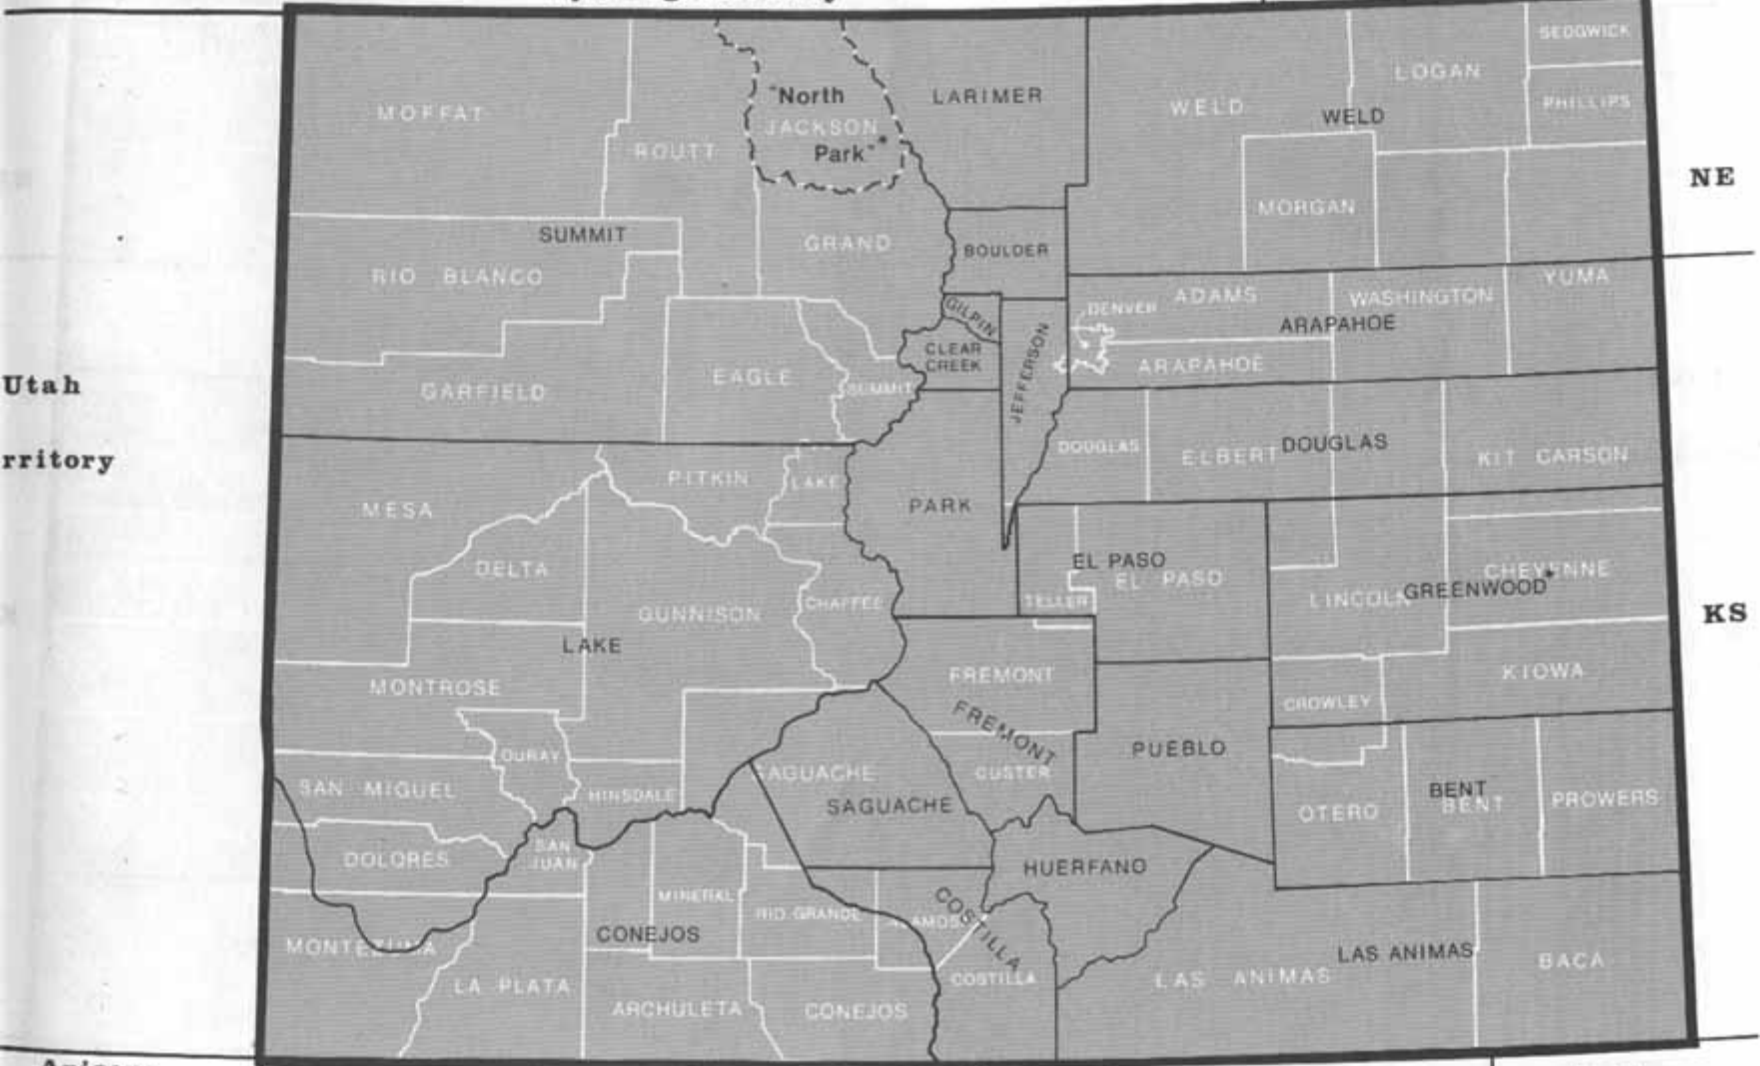 SEDGWICK
LOGAN
"North
LARIMER
MOFFAT
WELD
PHILLIPS
WELD
JACKSON
ROUTT
Park"*
NE
MORGAN
SUMMIT
GRAND
BOULDER
RIO BLANCO
YUMA
ADAMS
WASHINGTON
DENVER
GILPIN
ARAPAHOE
CLEAR
CREEK
JEFFERSON
ARAPAHOE
Utah
EAGLE
SUMMIT
GARFIELD
rritory
DOUGLAS
ELBERT
DOUGLAS
KIT CARSON
PITKIN
LAKE
MESA
PARK
EL PASO
EL PASO
DELTA
CHEYENNE
GREENWOOD*
LINCOLN
TELLER
CHAFFEE
GUNNISON
KS
LAKE
FREMONT
KIOWA
MONTROSE
CROWLEY
FREMONT
PUEBLO
OURAY
CUSTER
SAGUACHE
SAN MIGUEL
HINSDALE
SAGUACHE
BENT
BENT
PROWERS
OTERO
SAN
JUAN
DOLORES
HUERFANO
MINERAL
RIO GRANDE
ALAMOSA
COSTILLA
CONEJOS
MONTEZUMA
LAS ANIMAS
BACA
LA PLATA
COSTILLA
LAS ANIMAS
ARCHULETA
CONEJOS